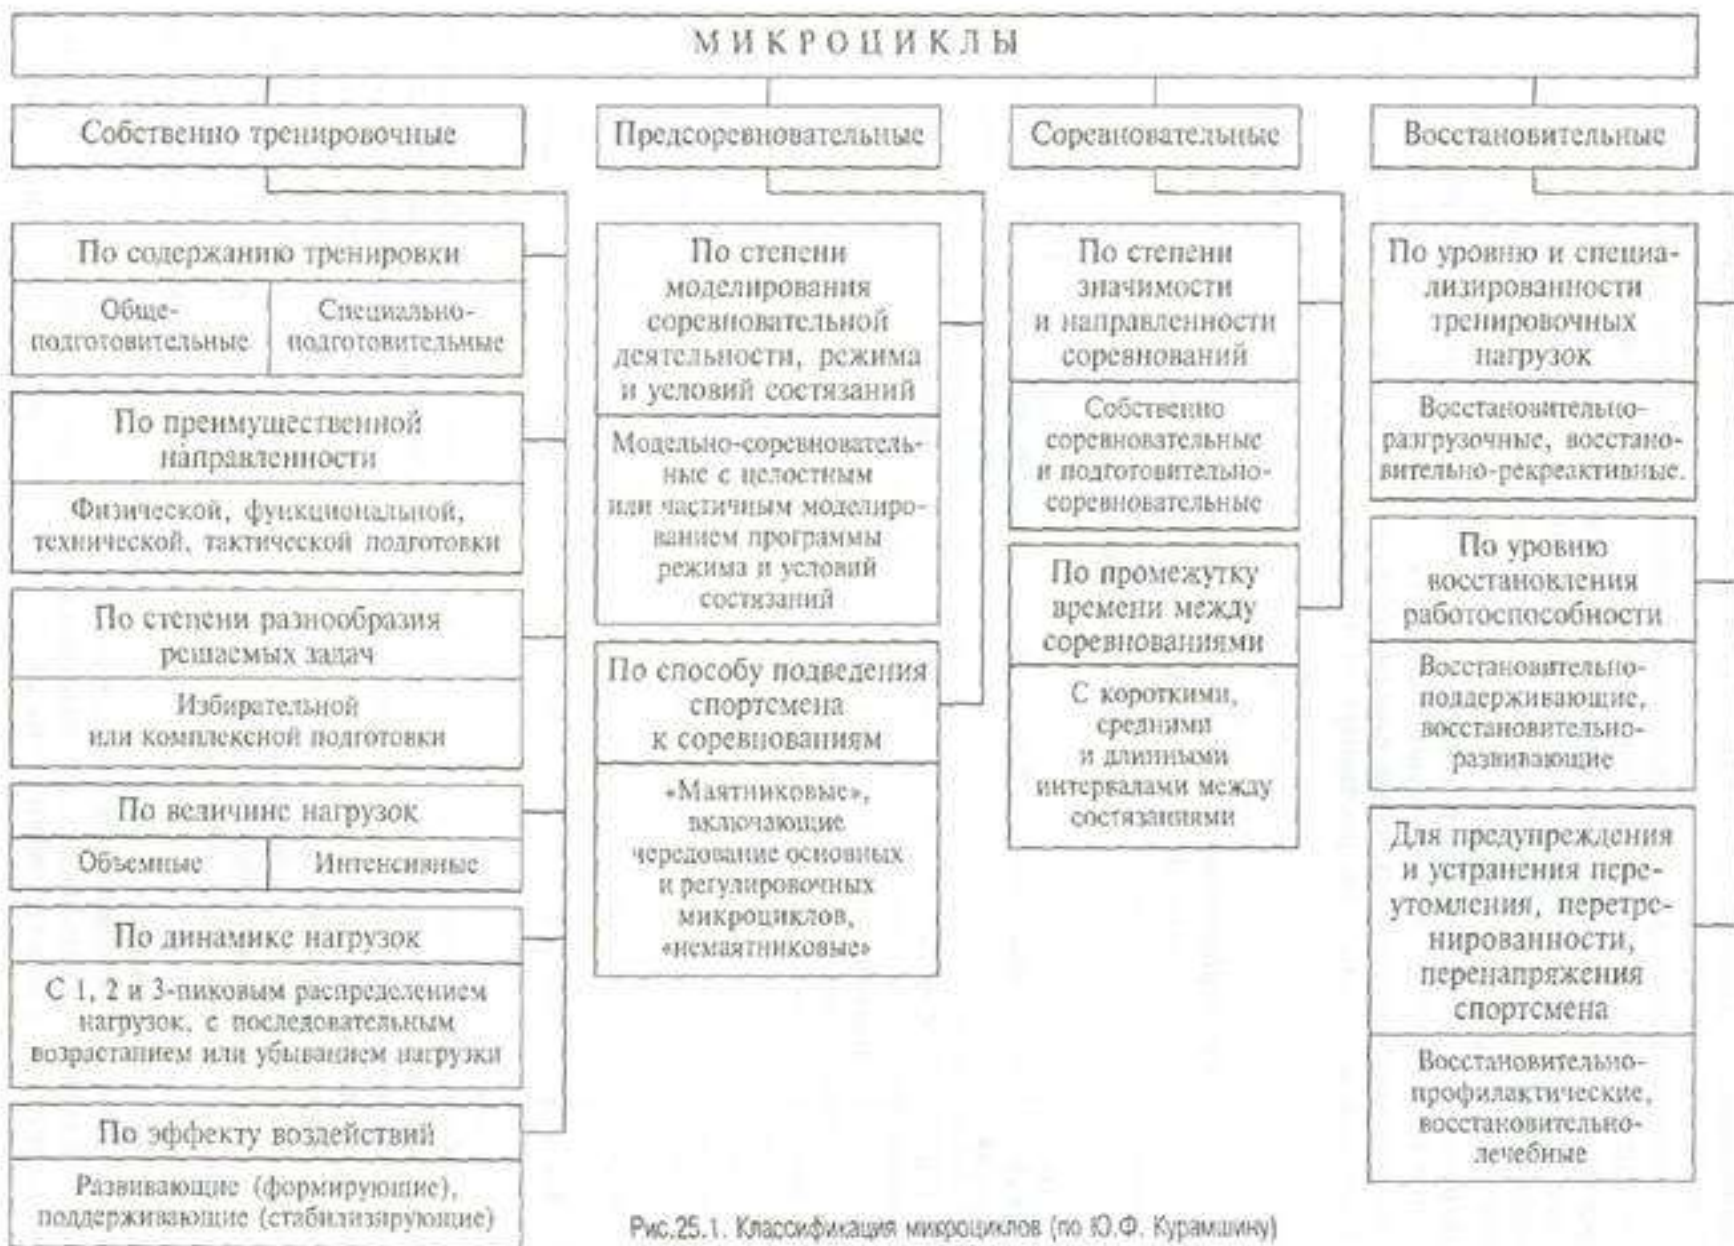 МИКРОЦИКЛЫ
Собственно тренировочные
По содержанию тренировки
Обще-
подготовительные
Специально-
подготовительные
По преимущественной
направленности
Физической, функциональной,
технической, тактической подготовки
По степени разнообразия
решаемых задач
Избирательной
или комплексной подготовки
По величине нагрузок
Объемные
Интенсивные
По динамике нагрузок
С 1, 2 и 3-пиковым распределением
нагрузок, с последовательным
возрастанием или убыванием нагрузки
По эффекту воздействий
Развивающие (формирующие),
поддерживающие (стабилизирующие)
Предсоревновательные
По степени
моделирования
соревновательной
деятельности, режима
и условий состязаний
Модельно-соревнователь-
ные с целостным
или частичным моделиро-
ванием программы
режима и условий
состязаний
По способу подведения
спортсмена
к соревнованиям
«Маятниковые»,
включающие
чередование основных
и регулировочных
микроциклов,
«немаятниковые»
Соревновательные
По степени
значимости
и направленности
соревнований
Собственно
соревновательные
и подготовительно-
соревновательные
По промежутку
времени между
соревнованиями
С короткими,
средними
и длинными
интервалами между
состязаниями
Восстановительные
По уровню и специа-
лизированности
тренировочных
нагрузок
Восстановительно-
разгрузочные, восстано-
вительно-рекреактивные.
По уровню
восстановления
работоспособности
Восстановительно-
поддерживающие,
восстановительно-
развивающие
Для предупреждения
и устранения пере-
утомления, перетре-
нированности,
перенапряжения
спортсмена
Восстановительно-
профилактические,
восстановительно-
лечебные
Рис.25.1. Классификация микроциклов (по Ю.Ф. Курамшину)